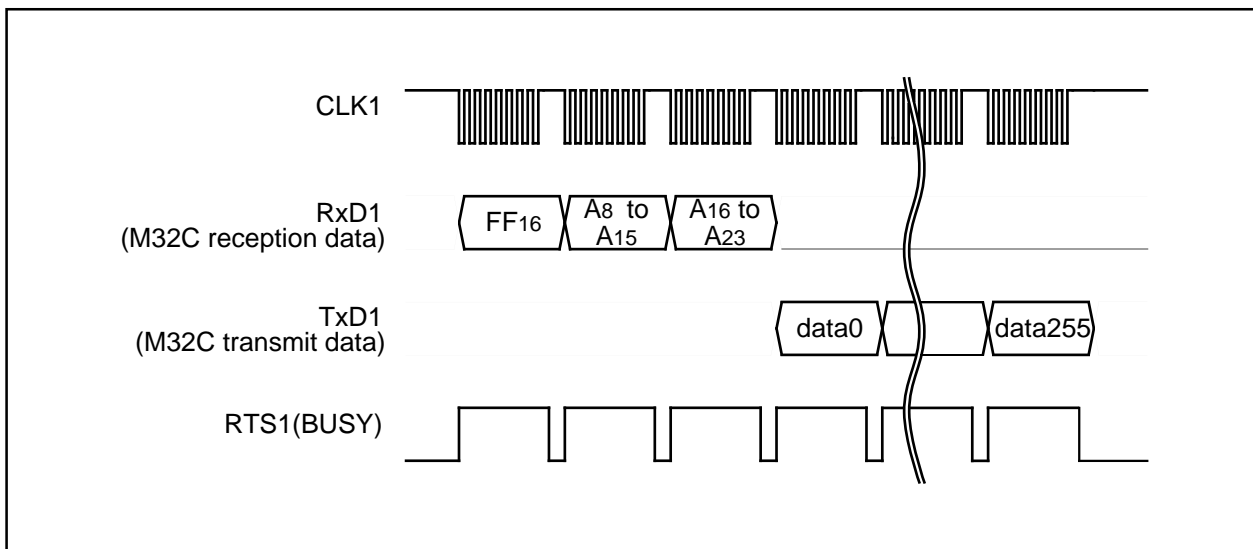 CLK1
RxD1
(M32C reception data)
FF16
A8 to
A15
A16 to
A23
TxD1
(M32C transmit data)
data0
data255
RTS1(BUSY)